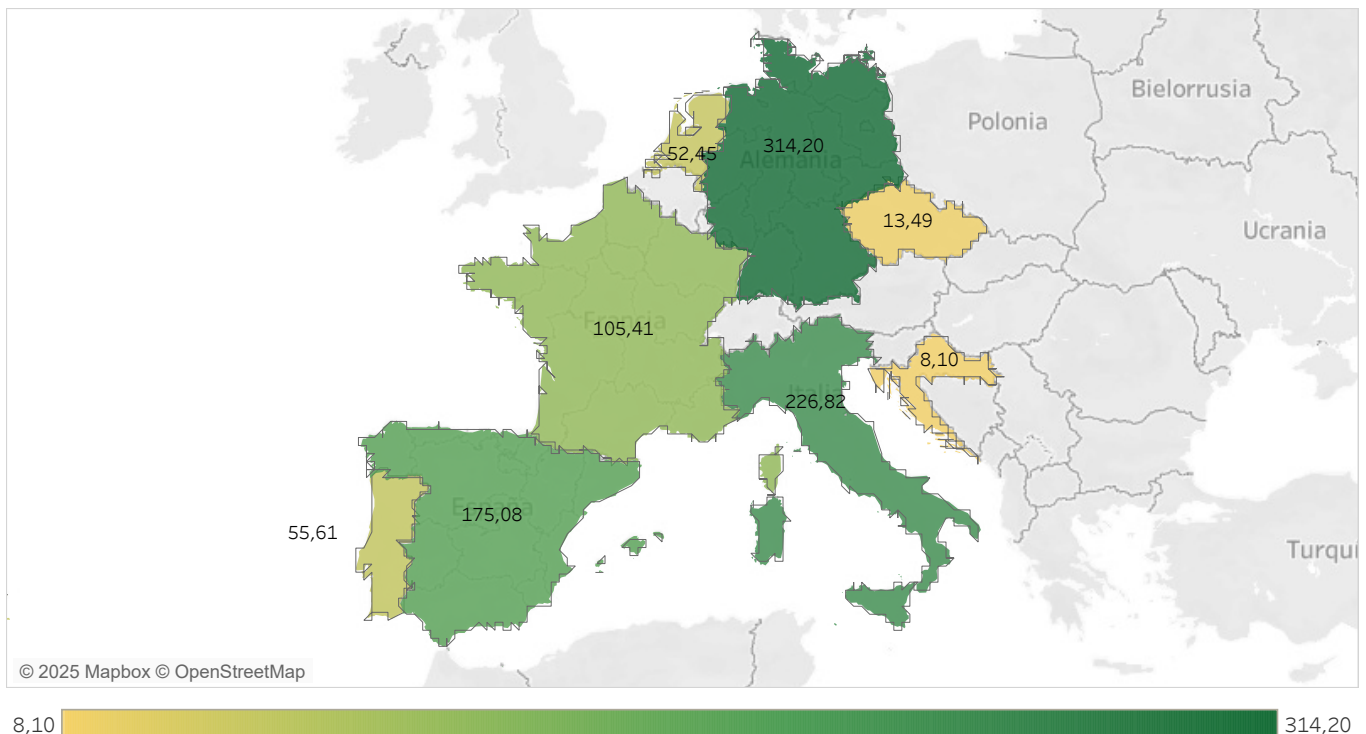 Bielorrusia
Polonia
314,20
Alemania
52,45
13,49
Ucrania
Francia
105,41
8,10
Italia
226,82
España
175,08
55,61
Turqu
© 2025 Mapbox © OpenStreetMap
8,10 314,20